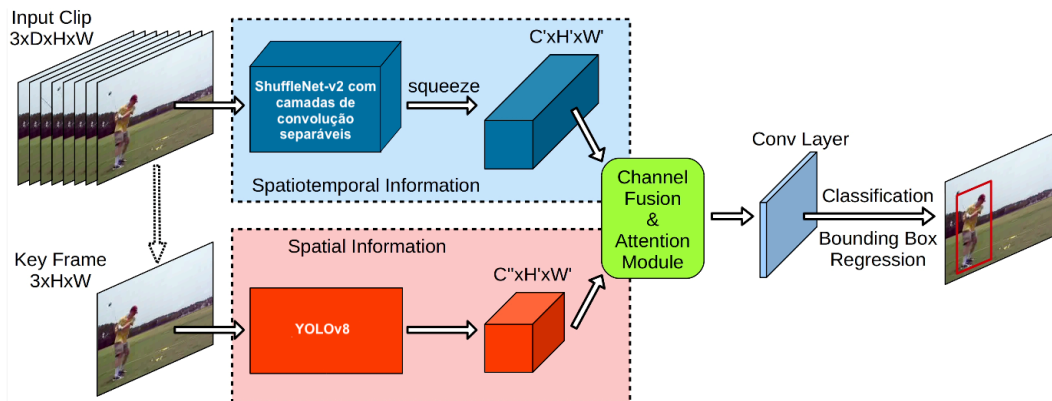 Input Clip
3xDxHxW
ShuffleNet-v2 com
camadas de
convolução
separáveis
squeeze
C'xH'xW'
Spatiotemporal Information
Channel
Fusion
&
Attention
Module
Conv Layer
Classification
Bounding Box
Regression
Key Frame
3xHxW
Spatial Information
YOLOv8
C"xH'xW'